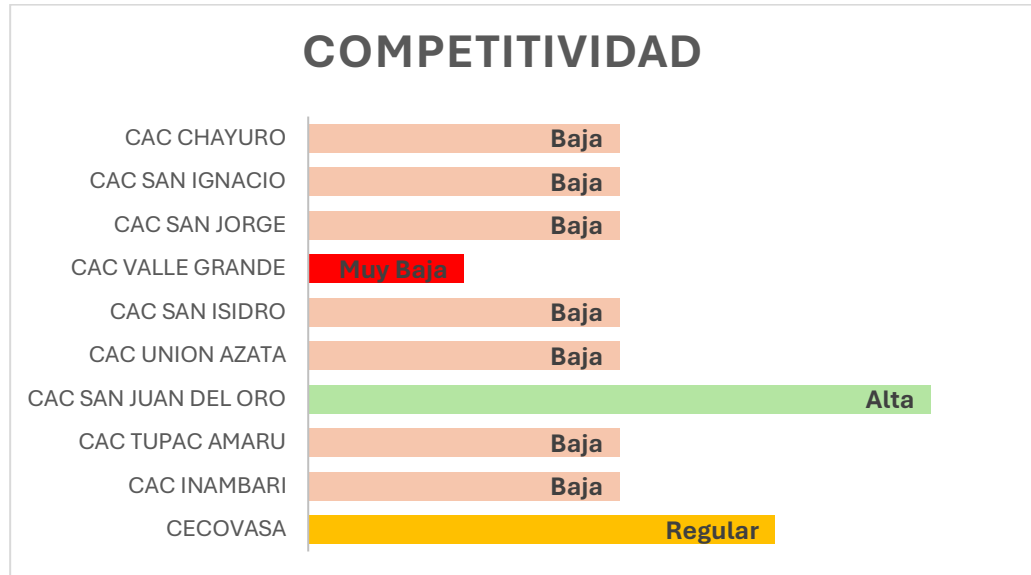 COMPETITIVIDAD
CAC CHAYURO Baja
CAC SAN IGNACIO Baja
CAC SAN JORGE Baja
CAC VALLE GRANDE Muy Baja
CAC SAN ISIDRO Baja
CAC UNION AZATA Baja
CAC SAN JUAN DEL ORO Alta
CAC TUPAC AMARU Baja
CAC INAMBARI Baja
CECOVASA Regular